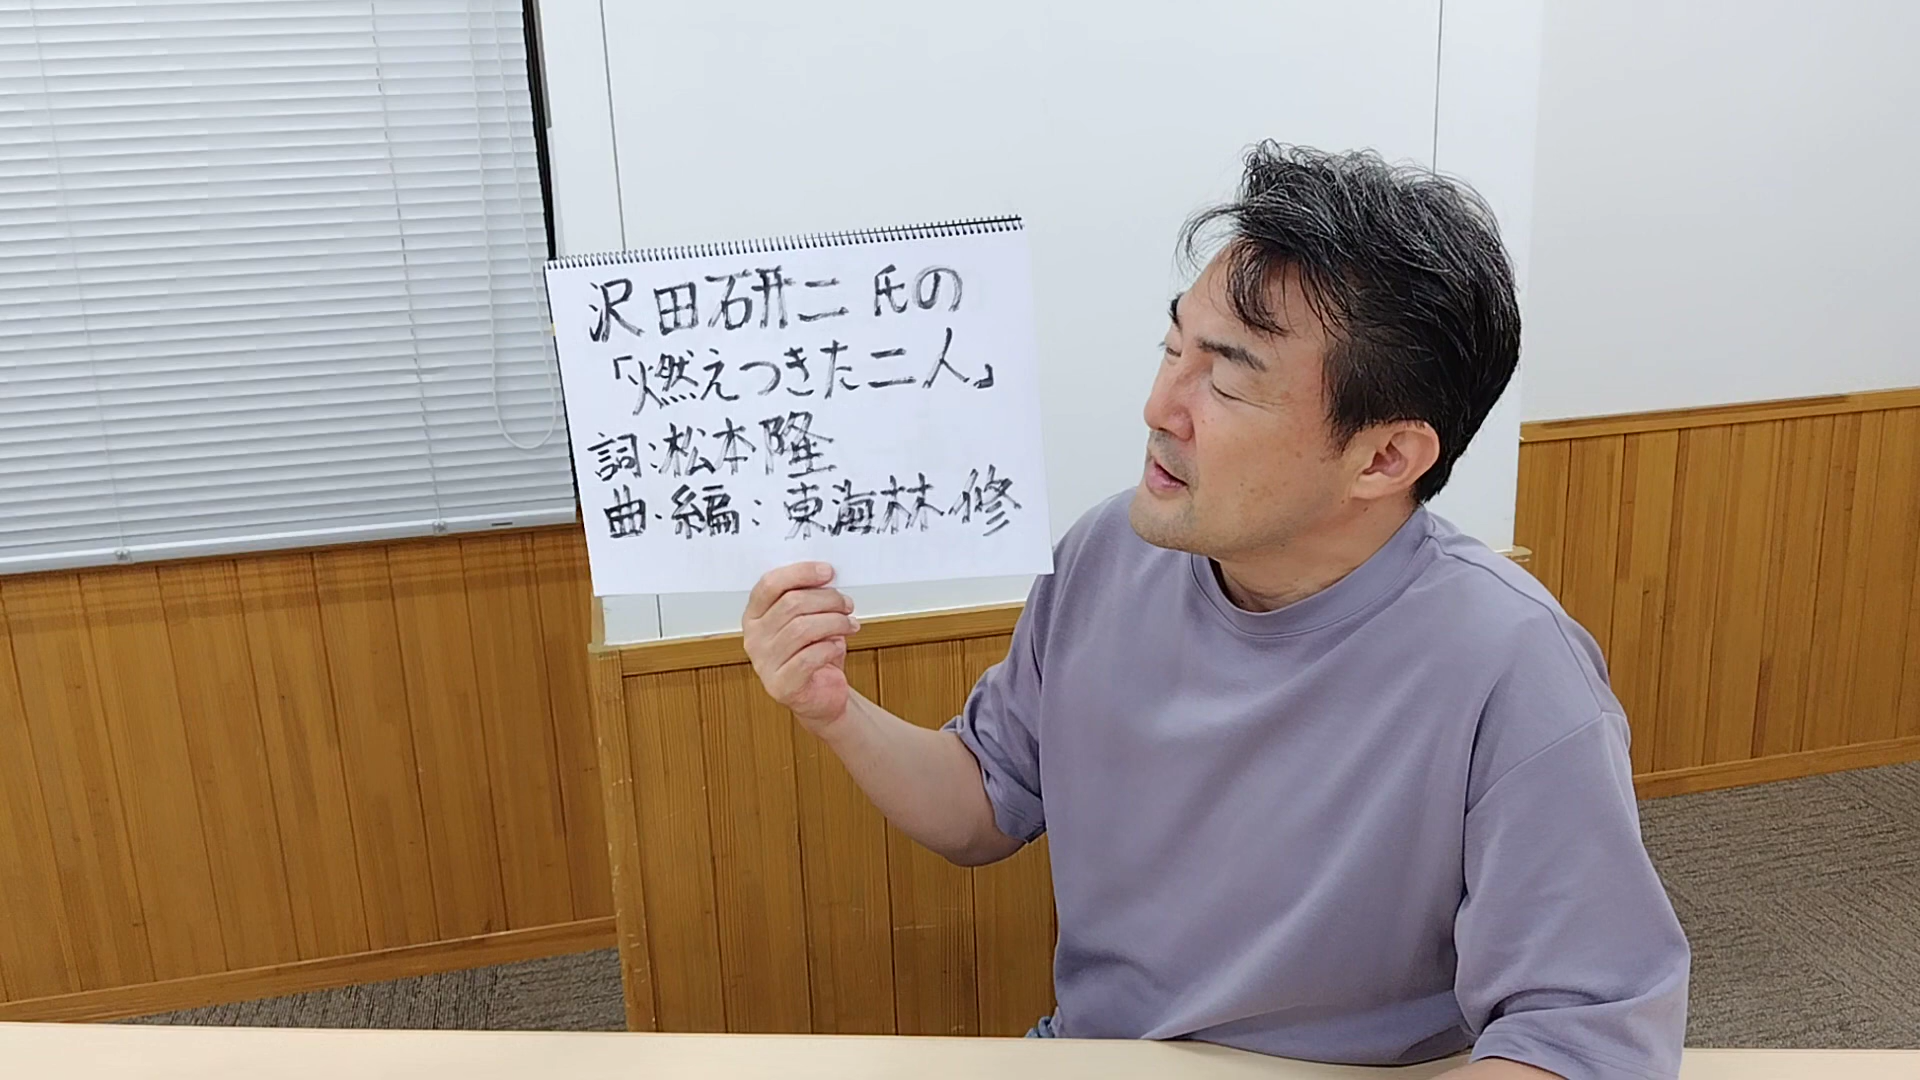 沢田研二氏の
「燃えつきた二人」
詞:松本隆
曲・編:東海林修